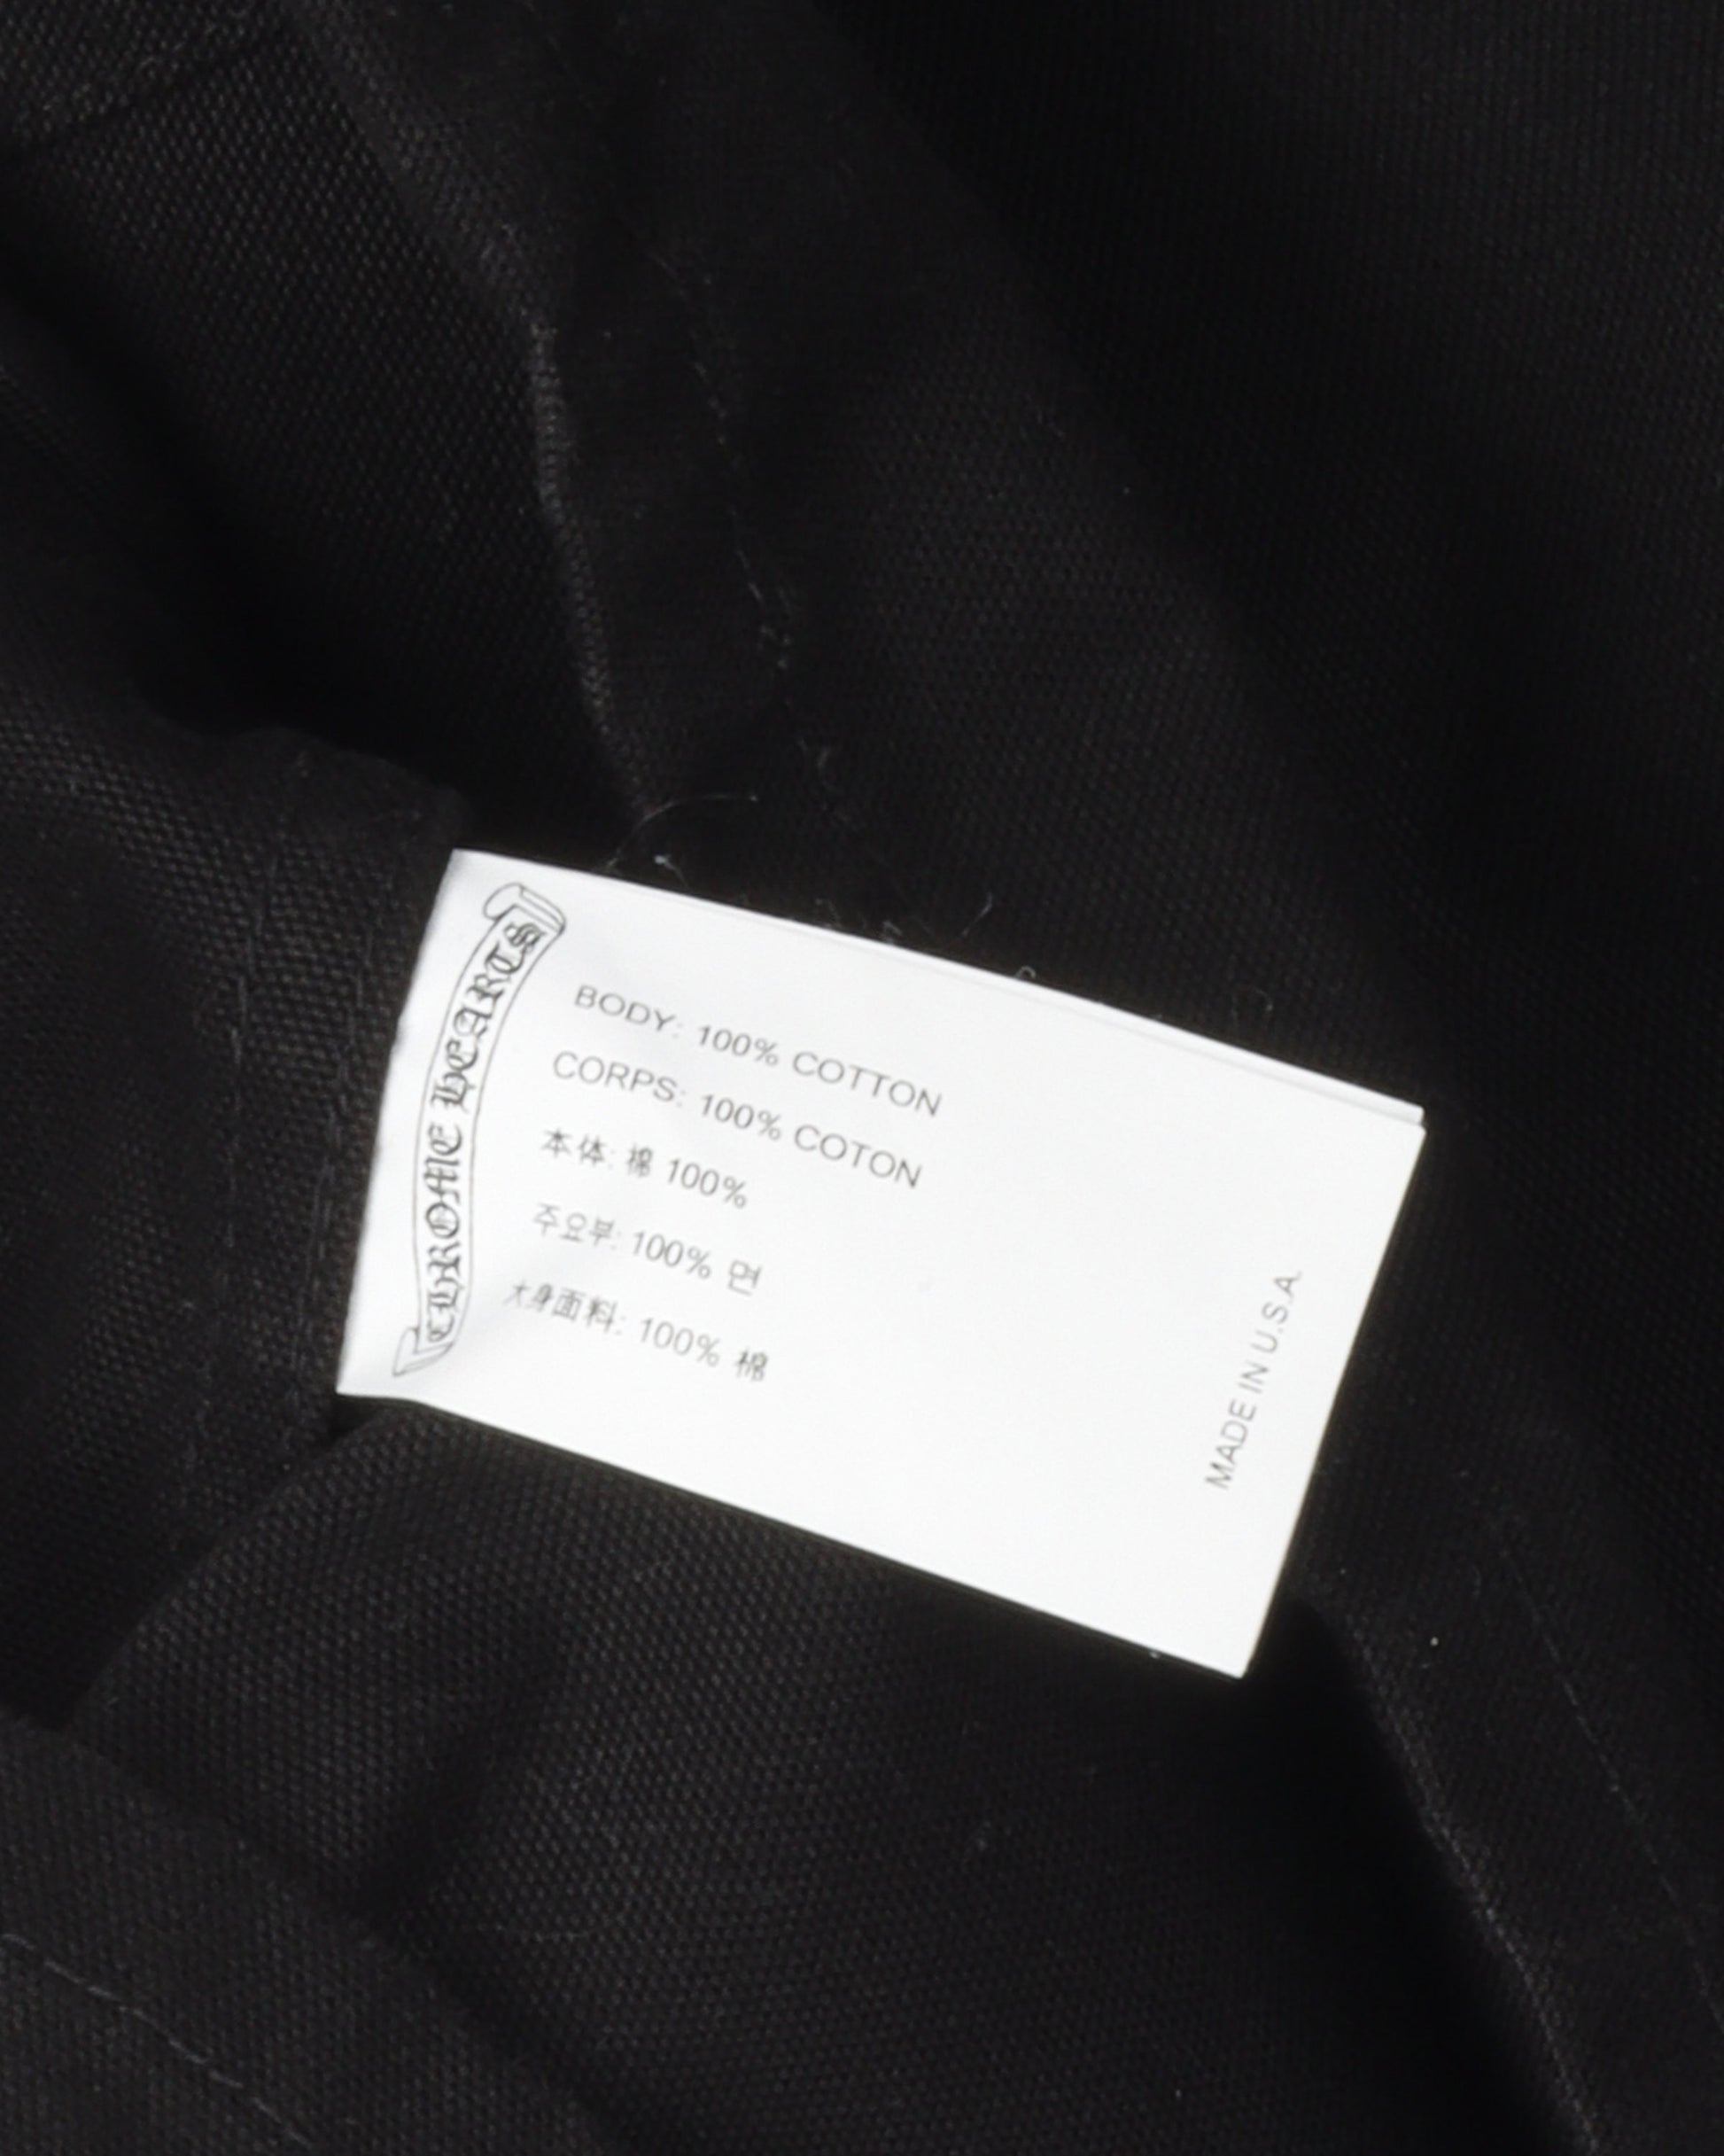 CHROME HEARTS
BODY: 100% COTTON
CORPS: 100% COTON
本体: 棉 100%
주요부: 100% 면
大身面料: 100% 棉
MADE IN U.S.A.